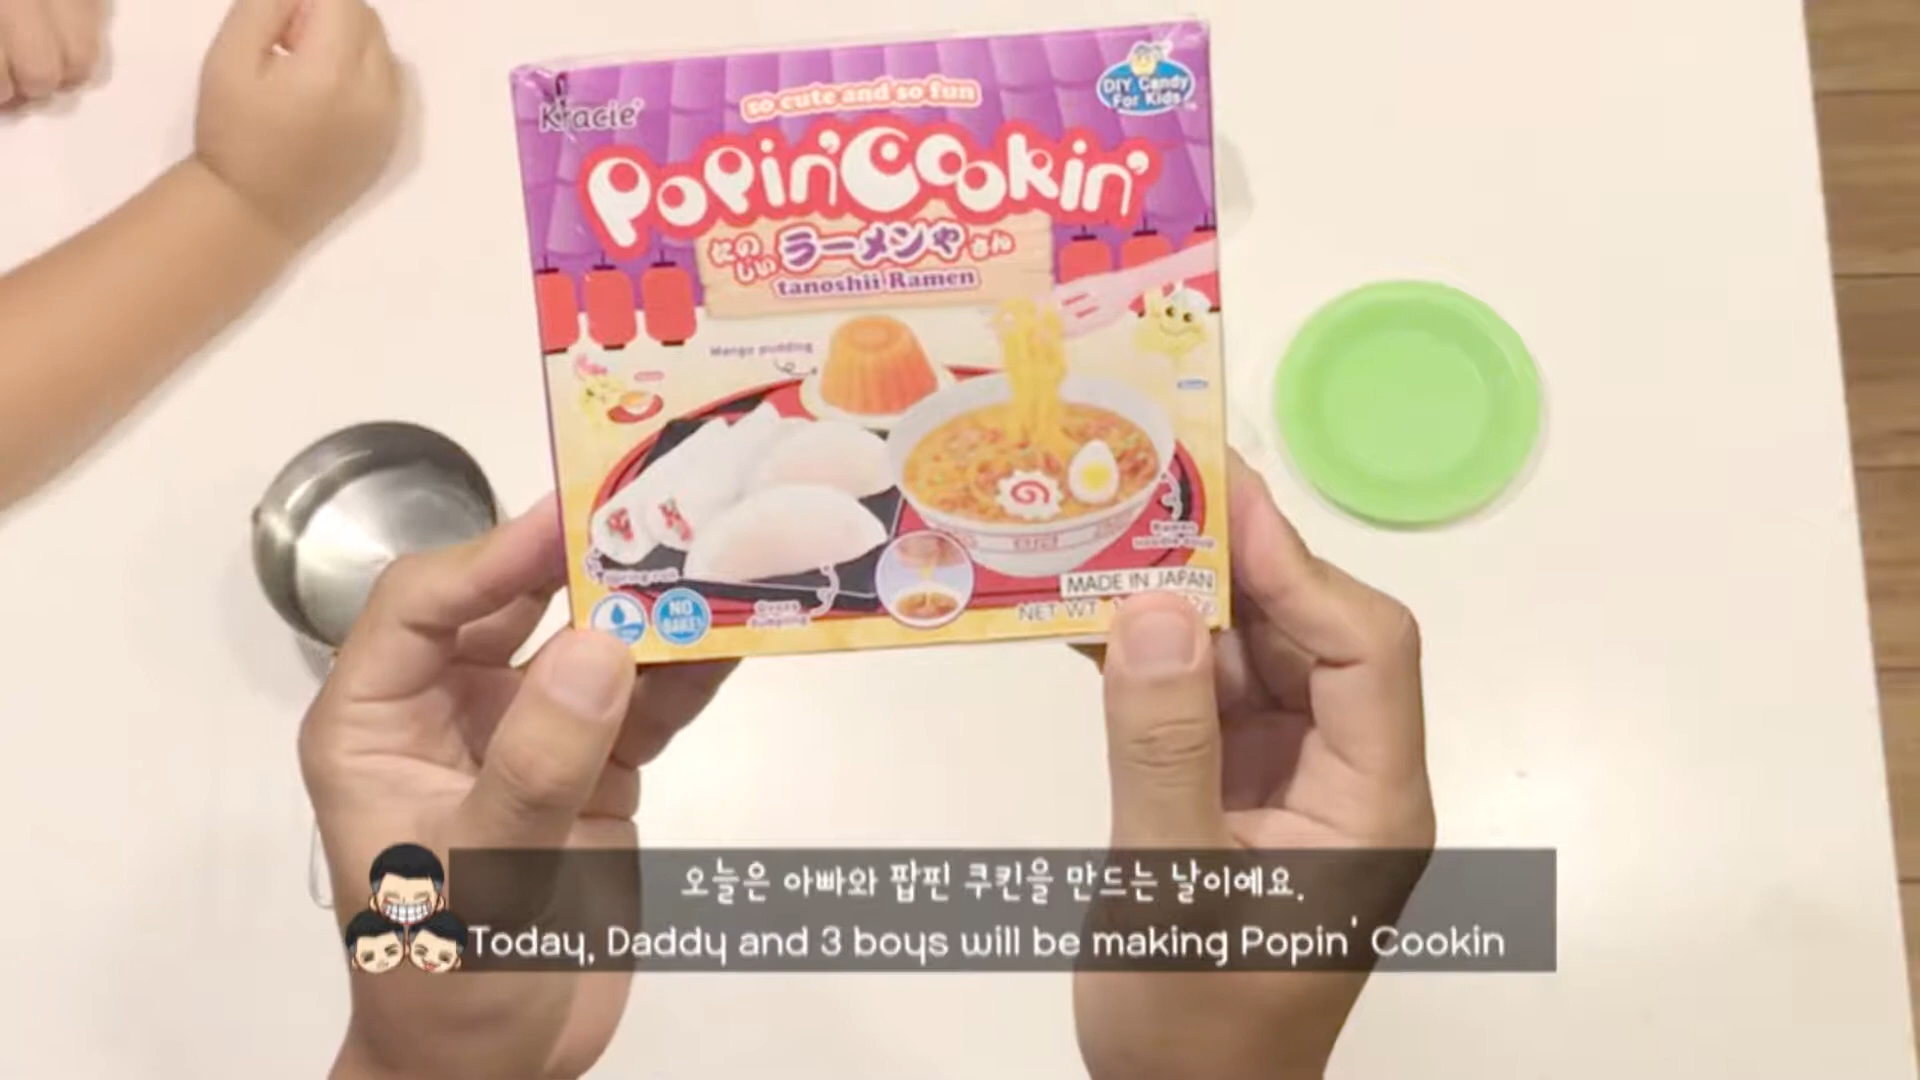 Kracie
so cute and so fun
DIY Candy
For Kids
Popin'Cookin'
たのしい ラーメンやさん
tanoshii Ramen
Mango pudding
NO
BAKE!
MADE IN JAPAN
NET WT.
오늘은 아빠와 팝핀 쿠킨을 만드는 날이예요.
Today, Daddy and 3 boys will be making Popin' Cookin